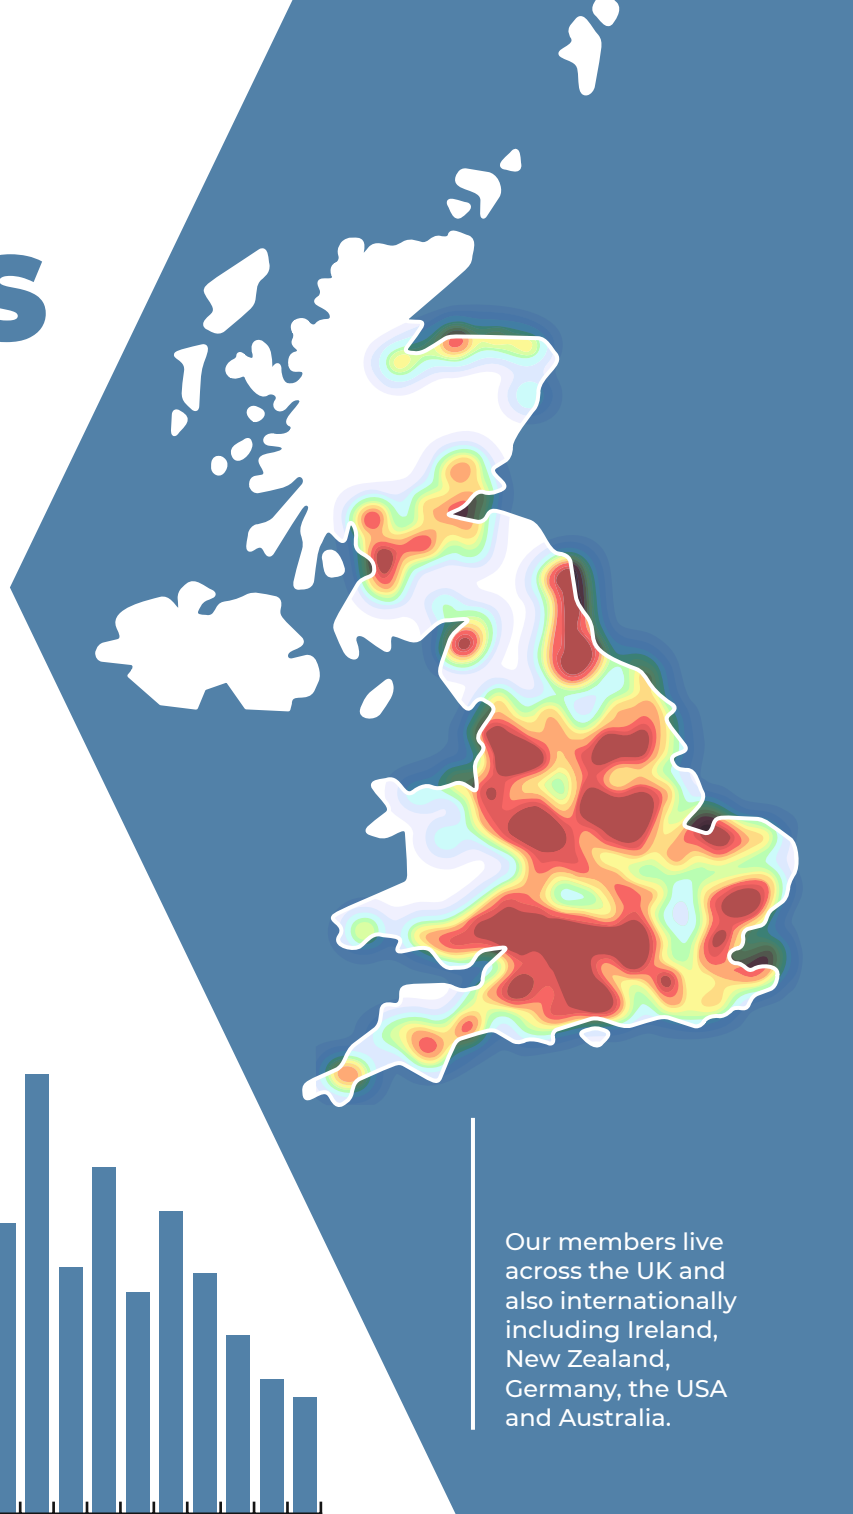 s
Our members live
across the UK and
also internationally
including Ireland,
New Zealand,
Germany, the USA
and Australia.